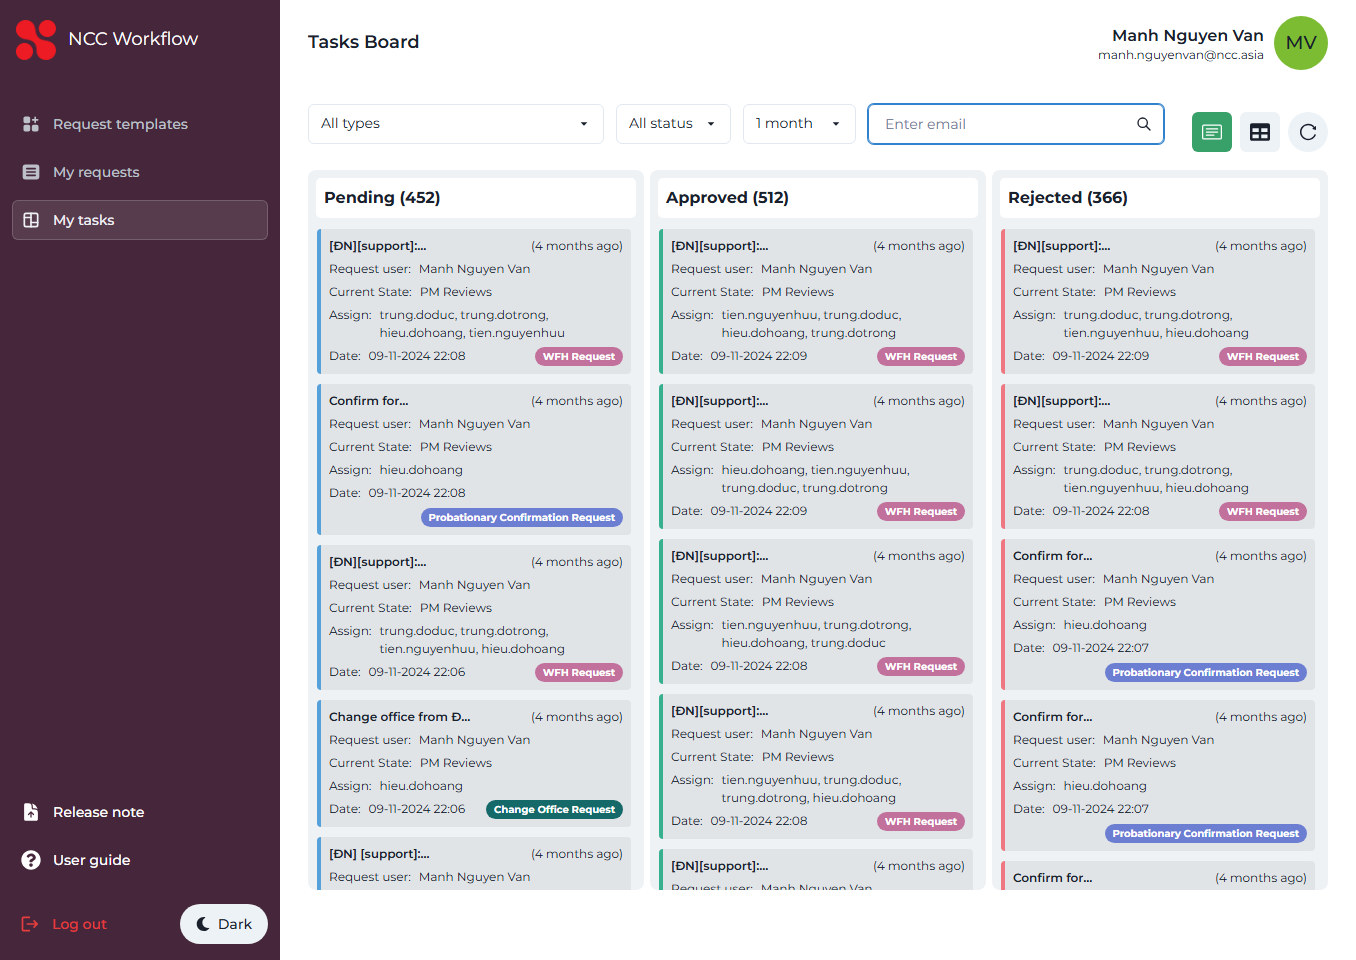 NCC Workflow
Request templates
My requests
My tasks
Release note
User guide
Log out
Dark
Tasks Board
Manh Nguyen Van
manh.nguyenvan@ncc.asia
MV
All types
All status
1 month
Enter email
Pending (452)
[ĐN][support]:... (4 months ago)
Request user: Manh Nguyen Van
Current State: PM Reviews
Assign: trung.doduc, trung.dotrong,
hieu.dohoang, tien.nguyenhuu
Date: 09-11-2024 22:08 WFH Request
Confirm for... (4 months ago)
Request user: Manh Nguyen Van
Current State: PM Reviews
Assign: hieu.dohoang
Date: 09-11-2024 22:08
Probationary Confirmation Request
[ĐN][support]:... (4 months ago)
Request user: Manh Nguyen Van
Current State: PM Reviews
Assign: trung.doduc, trung.dotrong,
tien.nguyenhuu, hieu.dohoang
Date: 09-11-2024 22:06 WFH Request
Change office from Đ... (4 months ago)
Request user: Manh Nguyen Van
Current State: PM Reviews
Assign: hieu.dohoang
Date: 09-11-2024 22:06 Change Office Request
[ĐN] [support]:... (4 months ago)
Request user: Manh Nguyen Van
Approved (512)
[ĐN][support]:... (4 months ago)
Request user: Manh Nguyen Van
Current State: PM Reviews
Assign: tien.nguyenhuu, trung.doduc,
hieu.dohoang, trung.dotrong
Date: 09-11-2024 22:09 WFH Request
[ĐN][support]:... (4 months ago)
Request user: Manh Nguyen Van
Current State: PM Reviews
Assign: hieu.dohoang, tien.nguyenhuu,
trung.doduc, trung.dotrong
Date: 09-11-2024 22:09 WFH Request
[ĐN][support]:... (4 months ago)
Request user: Manh Nguyen Van
Current State: PM Reviews
Assign: tien.nguyenhuu, trung.dotrong,
hieu.dohoang, trung.doduc
Date: 09-11-2024 22:08 WFH Request
[ĐN][support]:... (4 months ago)
Request user: Manh Nguyen Van
Current State: PM Reviews
Assign: tien.nguyenhuu, trung.doduc,
trung.dotrong, hieu.dohoang
Date: 09-11-2024 22:08 WFH Request
[ĐN][support]:... (4 months ago)
Request user: Manh Nguyen Van
Rejected (366)
[ĐN][support]:... (4 months ago)
Request user: Manh Nguyen Van
Current State: PM Reviews
Assign: trung.doduc, trung.dotrong,
tien.nguyenhuu, hieu.dohoang
Date: 09-11-2024 22:09 WFH Request
[ĐN][support]:... (4 months ago)
Request user: Manh Nguyen Van
Current State: PM Reviews
Assign: trung.doduc, trung.dotrong,
tien.nguyenhuu, hieu.dohoang
Date: 09-11-2024 22:08 WFH Request
Confirm for... (4 months ago)
Request user: Manh Nguyen Van
Current State: PM Reviews
Assign: hieu.dohoang
Date: 09-11-2024 22:07
Probationary Confirmation Request
Confirm for... (4 months ago)
Request user: Manh Nguyen Van
Current State: PM Reviews
Assign: hieu.dohoang
Date: 09-11-2024 22:07
Probationary Confirmation Request
Confirm for... (4 months ago)